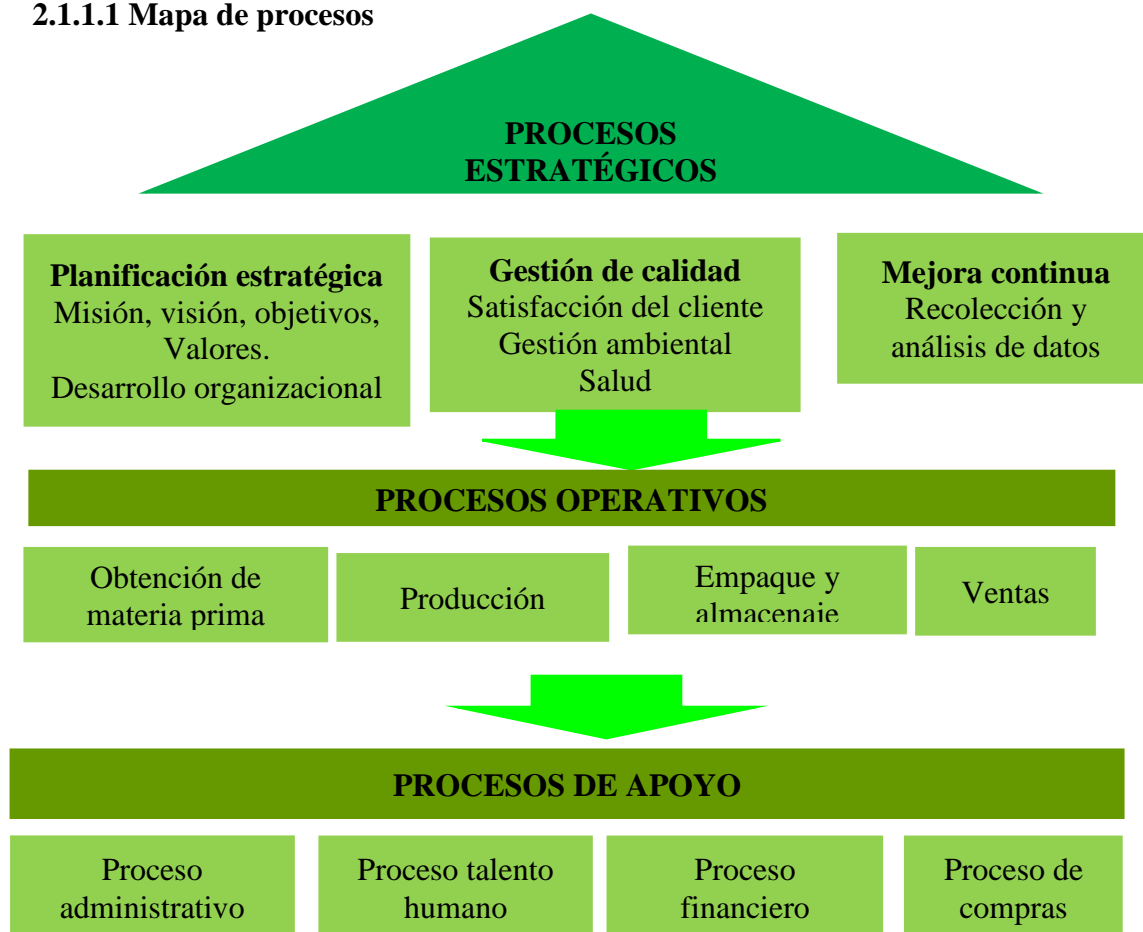 2.1.1.1 Mapa de procesos
PROCESOS
ESTRATÉGICOS
Planificación estratégica
Misión, visión, objetivos,
Valores.
Desarrollo organizacional
Gestión de calidad
Satisfacción del cliente
Gestión ambiental
Salud
Mejora continua
Recolección y
análisis de datos
PROCESOS OPERATIVOS
Obtención de
materia prima
Producción
Empaque y
almacenaje
Ventas
PROCESOS DE APOYO
Proceso
administrativo
Proceso talento
humano
Proceso
financiero
Proceso de
compras